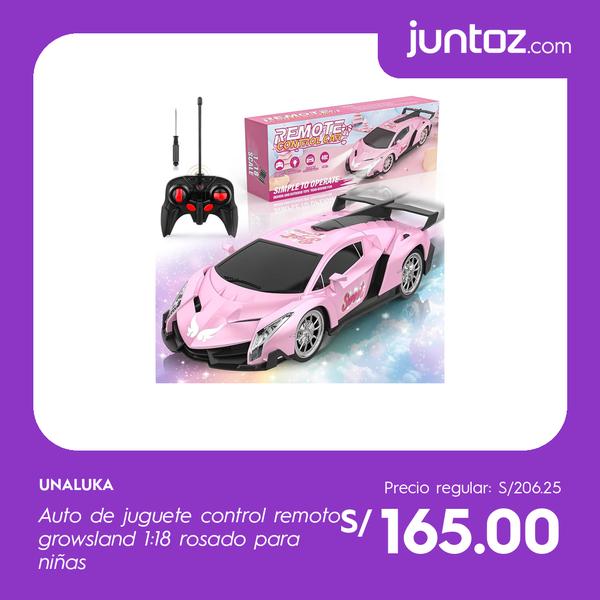 juntoz.com
REMOTE
CONTROL CAR
1:18
SCALE
SIMPLE TO OPERATE
UNALUKA
Precio regular: S/206.25
Auto de juguete control remoto
growsland 1:18 rosado para
niñas
S/ 165.00